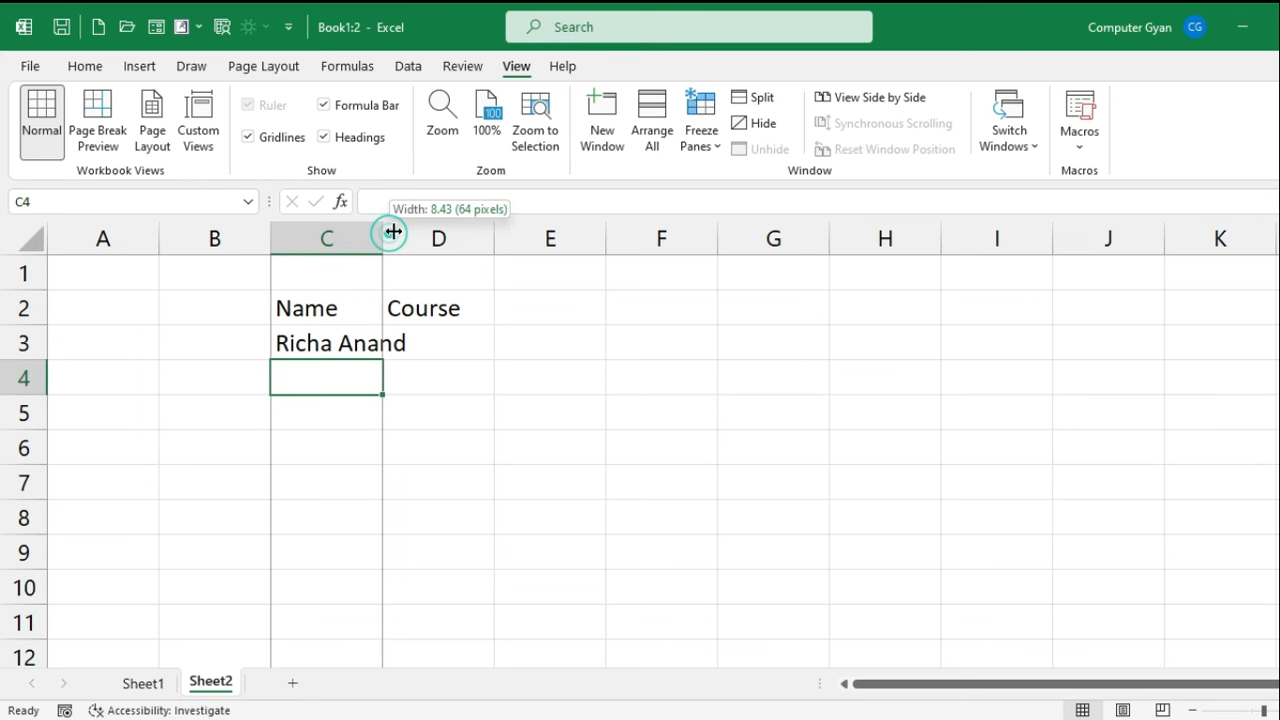 Book1:2 - Excel
Search
Computer Gyan CG
File Home Insert Draw Page Layout Formulas Data Review View Help
Normal Page Break Preview Page Layout Custom Views
Workbook Views
Ruler Formula Bar
Gridlines Headings
Show
Zoom 100 100% Zoom to Selection
Zoom
New Window Arrange All Freeze Panes
Split
Hide
Unhide
View Side by Side
Synchronous Scrolling
Reset Window Position
Switch Windows
Window
Macros
Macros
C4 fx
Width: 8.43 (64 pixels)
A B C D E F G H I J K
1
2 Name Course
3 Richa Anand
4
5
6
7
8
9
10
11
12
Sheet1 Sheet2
Ready Accessibility: Investigate